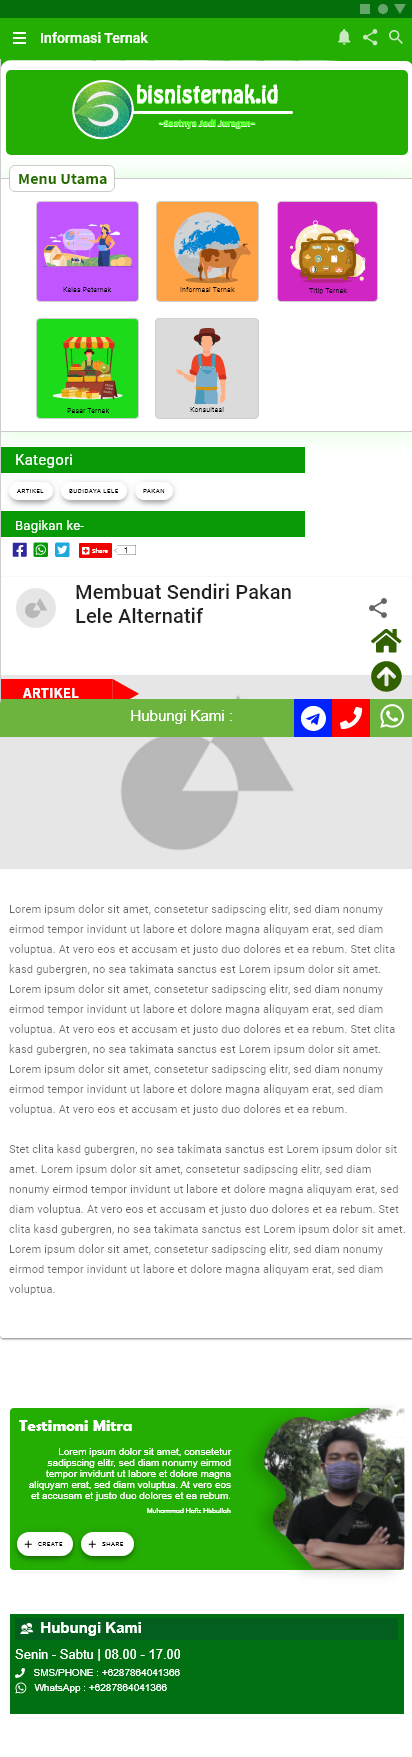 Informasi Ternak
bisnisternak.id
~Saatnya Jadi Juragan~
Menu Utama
Kelas Peternak
Informasi Ternak
Titip Ternak
Pasar Ternak
Konsultasi
Kategori
ARTIKEL
BUDIDAYA LELE
PAKAN
Bagikan ke-
Share
1
Membuat Sendiri Pakan
Lele Alternatif
ARTIKEL
Hubungi Kami :
Lorem ipsum dolor sit amet, consetetur sadipscing elitr, sed diam nonumy
eirmod tempor invidunt ut labore et dolore magna aliquyam erat, sed diam
voluptua. At vero eos et accusam et justo duo dolores et ea rebum. Stet clita
kasd gubergren, no sea takimata sanctus est Lorem ipsum dolor sit amet.
Lorem ipsum dolor sit amet, consetetur sadipscing elitr, sed diam nonumy
eirmod tempor invidunt ut labore et dolore magna aliquyam erat, sed diam
voluptua. At vero eos et accusam et justo duo dolores et ea rebum. Stet clita
kasd gubergren, no sea takimata sanctus est Lorem ipsum dolor sit amet.
Lorem ipsum dolor sit amet, consetetur sadipscing elitr, sed diam nonumy
eirmod tempor invidunt ut labore et dolore magna aliquyam erat, sed diam
voluptua. At vero eos et accusam et justo duo dolores et ea rebum.
Stet clita kasd gubergren, no sea takimata sanctus est Lorem ipsum dolor sit
amet. Lorem ipsum dolor sit amet, consetetur sadipscing elitr, sed diam
nonumy eirmod tempor invidunt ut labore et dolore magna aliquyam erat, sed
diam voluptua. At vero eos et accusam et justo duo dolores et ea rebum. Stet
clita kasd gubergren, no sea takimata sanctus est Lorem ipsum dolor sit amet.
Lorem ipsum dolor sit amet, consetetur sadipscing elitr, sed diam nonumy
eirmod tempor invidunt ut labore et dolore magna aliquyam erat, sed diam
voluptua.
Testimoni Mitra
Lorem ipsum dolor sit amet, consetetur
sadipscing elitr, sed diam nonumy eirmod
tempor invidunt ut labore et dolore magna
aliquyam erat, sed diam voluptua. At vero eos
et accusam et justo duo dolores et ea rebum.
Muhammad Hafiz Hisbullah
CREATE
SHARE
Hubungi Kami
Senin - Sabtu | 08.00 - 17.00
SMS/PHONE : +6287864041366
WhatsApp : +6287864041366